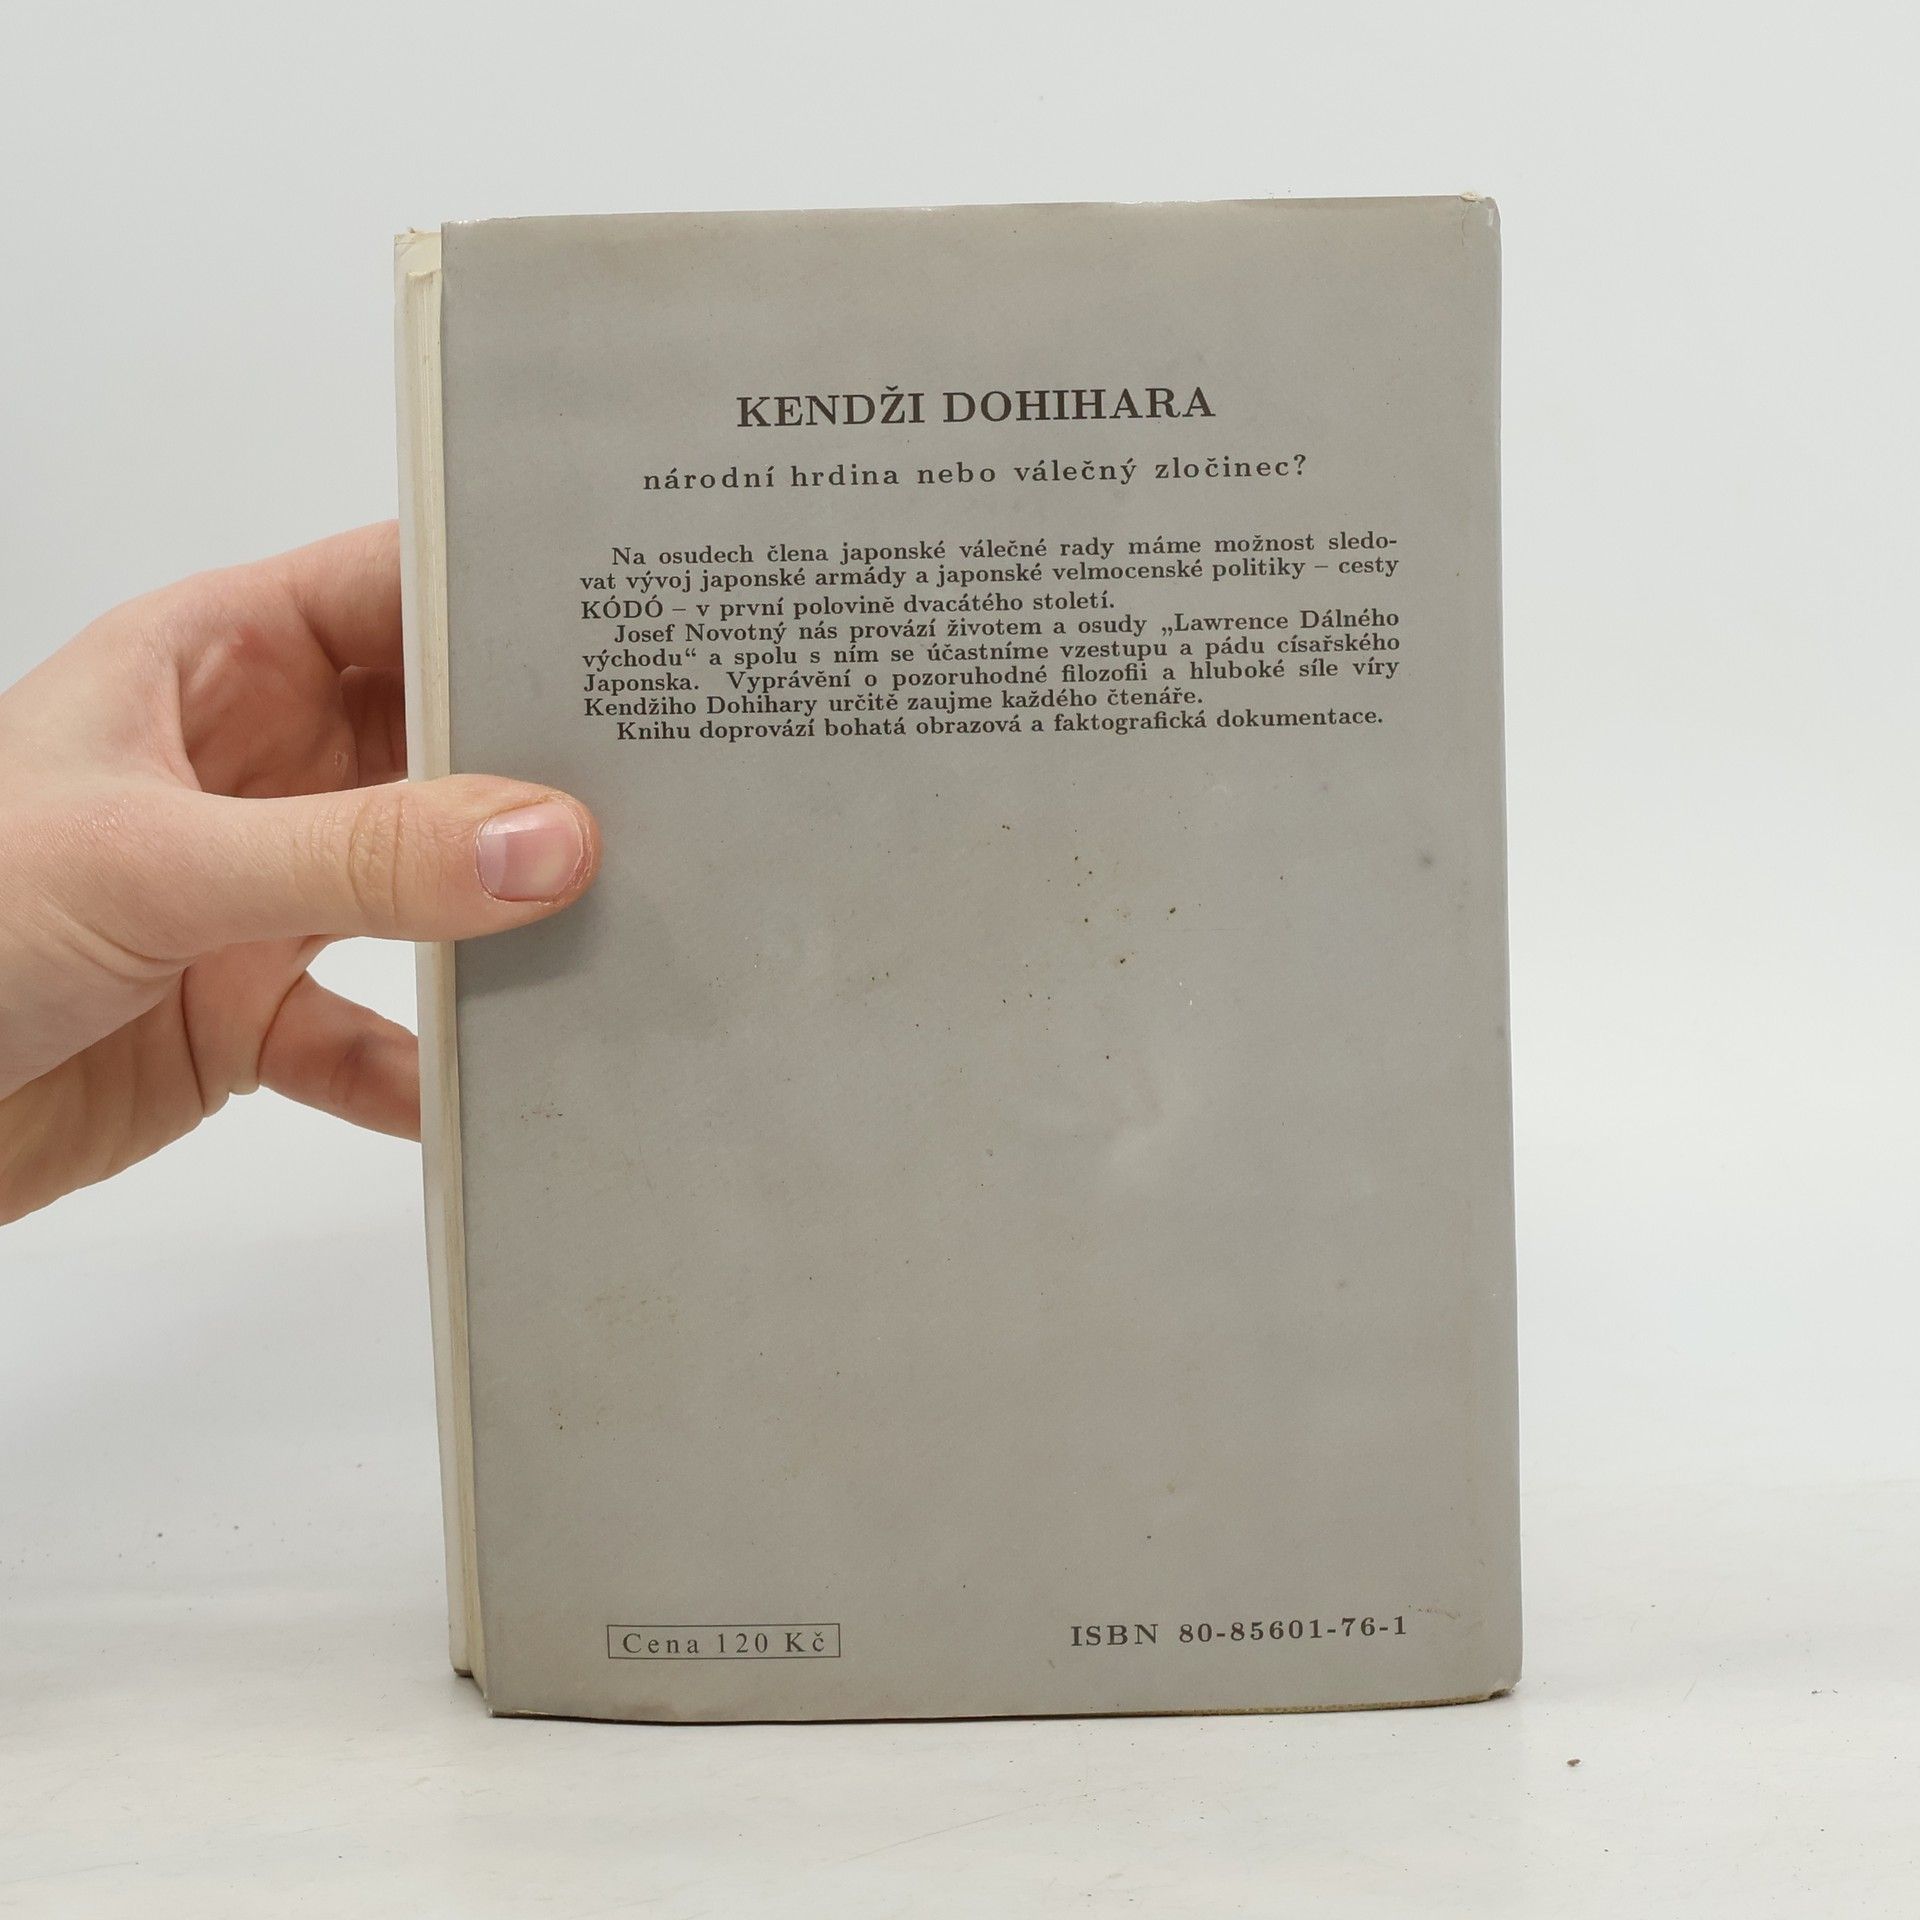 KENDŽI DOHIHARA
národní hrdina nebo válečný zločinec?
Na osudech člena japonské válečné rady máme možnost sledo-
vat vývoj japonské armády a japonské velmocenské politiky – cesty
KÓDÓ – v první polovině dvacátého století.
Josef Novotný nás provází životem a osudy „Lawrence Dálného
východu“ a spolu s ním se účastníme vzestupu a pádu císařského
Japonska. Vyprávění o pozoruhodné filozofii a hluboké síle víry
Kendžiho Dohihary určitě zaujme každého čtenáře.
Knihu doprovází bohatá obrazová a faktografická dokumentace.
Cena 120 Kč
ISBN 80-85601-76-1